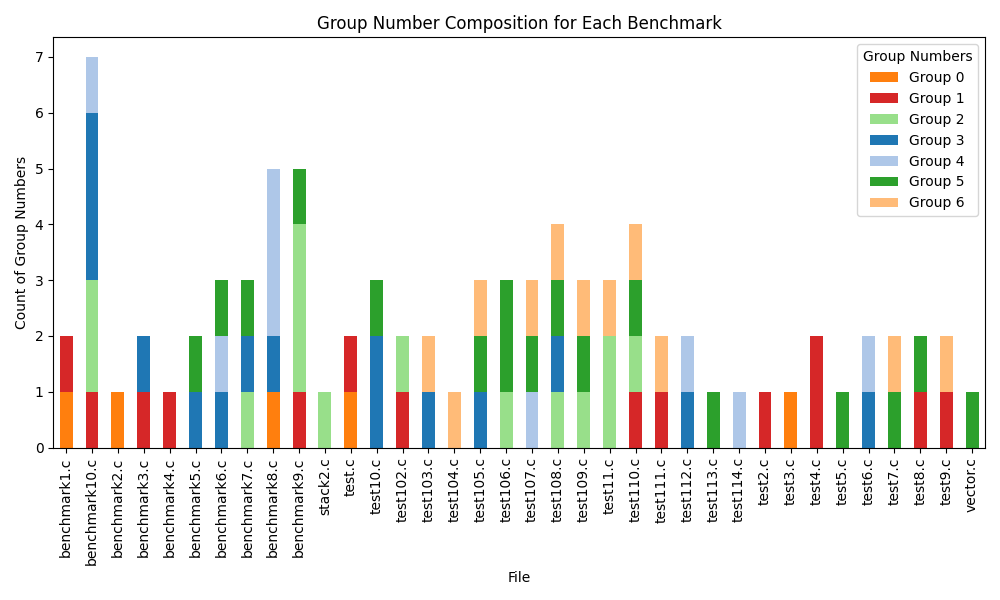 Group Number Composition for Each Benchmark
Count of Group Numbers
7
6
5
4
3
2
1
0
Group Numbers
Group 0
Group 1
Group 2
Group 3
Group 4
Group 5
Group 6
benchmark1.c
benchmark10.c
benchmark2.c
benchmark3.c
benchmark4.c
benchmark5.c
benchmark6.c
benchmark7.c
benchmark8.c
benchmark9.c
stack2.c
test.c
test10.c
test102.c
test103.c
test104.c
test105.c
test106.c
test107.c
test108.c
test109.c
test11.c
test110.c
test111.c
test112.c
test113.c
test114.c
test2.c
test3.c
test4.c
test5.c
test6.c
test7.c
test8.c
test9.c
vector.c
File